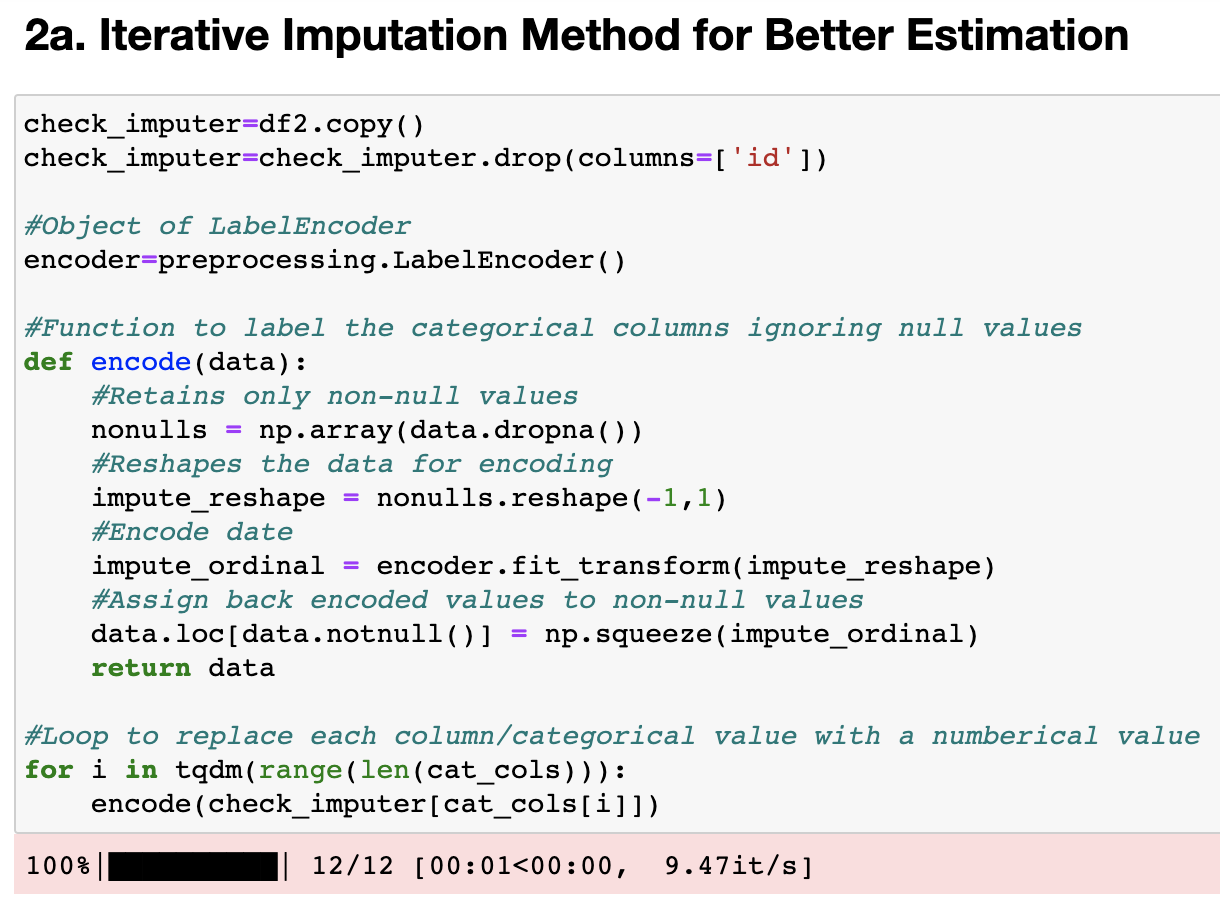 2a. Iterative Imputation Method for Better Estimation
check_imputer=df2.copy()
check_imputer=check_imputer.drop(columns=['id'])
#Object of LabelEncoder
encoder=preprocessing.LabelEncoder()
#Function to label the categorical columns ignoring null values
def encode(data):
    #Retains only non-null values
    nonulls = np.array(data.dropna())
    #Reshapes the data for encoding
    impute_reshape = nonulls.reshape(-1,1)
    #Encode date
    impute_ordinal = encoder.fit_transform(impute_reshape)
    #Assign back encoded values to non-null values
    data.loc[data.notnull()] = np.squeeze(impute_ordinal)
    return data
#Loop to replace each column/categorical value with a numberical value
for i in tqdm(range(len(cat_cols))):
    encode(check_imputer[cat_cols[i]])
100%|██████████| 12/12 [00:01<00:00,  9.47it/s]